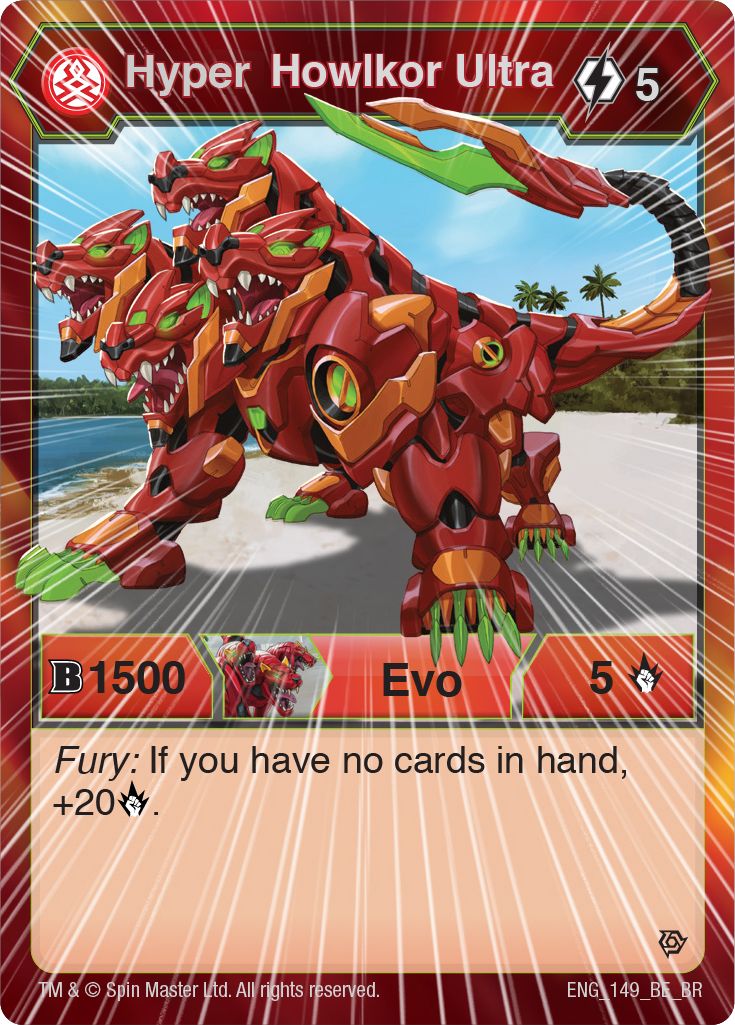 Hyper Howlkor Ultra 5
B 1500 Evo 5
Fury: If you have no cards in hand,
+20.
TM & © Spin Master Ltd. All rights reserved. ENG_149_BE_BR